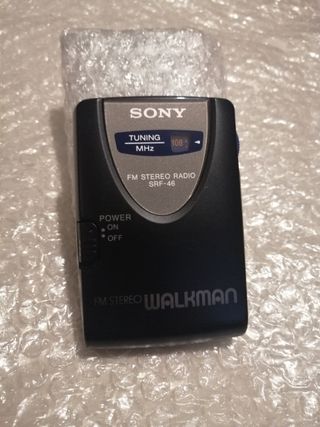 SONY
TUNING
MHz
108
FM STEREO RADIO
SRF-46
POWER
ON
OFF
FM STEREO WALKMAN